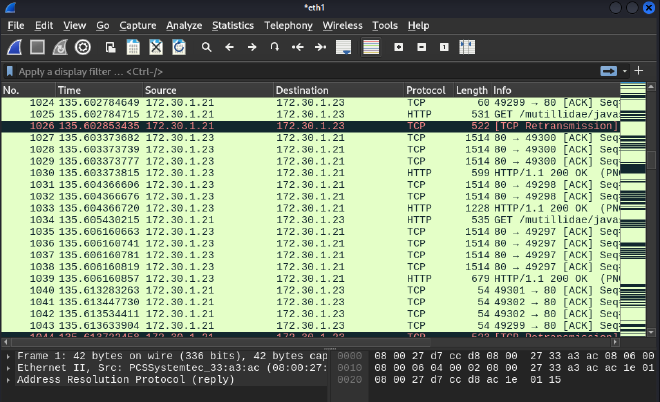 *eth1
File Edit View Go Capture Analyze Statistics Telephony Wireless Tools Help
Apply a display filter ... <Ctrl-/>
No. Time Source Destination Protocol Length Info
1024 135.602784649 172.30.1.21 172.30.1.23 TCP 60 49299 → 80 [ACK] Seq=
1025 135.602784715 172.30.1.21 172.30.1.23 HTTP 531 GET /mutillidae/java
1026 135.602853435 172.30.1.21 172.30.1.23 TCP 522 [TCP Retransmission]
1027 135.603373682 172.30.1.23 172.30.1.21 TCP 1514 80 → 49300 [ACK] Seq=
1028 135.603373739 172.30.1.23 172.30.1.21 TCP 1514 80 → 49300 [ACK] Seq=
1029 135.603373777 172.30.1.23 172.30.1.21 TCP 1514 80 → 49300 [ACK] Seq=
1030 135.603373815 172.30.1.23 172.30.1.21 HTTP 599 HTTP/1.1 200 OK (PN
1031 135.604366606 172.30.1.23 172.30.1.21 TCP 1514 80 → 49298 [ACK] Seq=
1032 135.604366676 172.30.1.23 172.30.1.21 TCP 1514 80 → 49298 [ACK] Seq=
1033 135.604366720 172.30.1.23 172.30.1.21 HTTP 1228 HTTP/1.1 200 OK (PN
1034 135.605430215 172.30.1.21 172.30.1.23 HTTP 535 GET /mutillidae/java
1035 135.606160663 172.30.1.23 172.30.1.21 TCP 1514 80 → 49297 [ACK] Seq=
1036 135.606160741 172.30.1.23 172.30.1.21 TCP 1514 80 → 49297 [ACK] Seq=
1037 135.606160781 172.30.1.23 172.30.1.21 TCP 1514 80 → 49297 [ACK] Seq=
1038 135.606160819 172.30.1.23 172.30.1.21 TCP 1514 80 → 49297 [ACK] Seq=
1039 135.606160857 172.30.1.23 172.30.1.21 HTTP 679 HTTP/1.1 200 OK (PN
1040 135.613283263 172.30.1.21 172.30.1.23 TCP 54 49301 → 80 [ACK] Seq=
1041 135.613447730 172.30.1.21 172.30.1.23 TCP 54 49302 → 80 [ACK] Seq=
1042 135.613534411 172.30.1.21 172.30.1.23 TCP 54 49302 → 80 [ACK] Seq=
1043 135.613633904 172.30.1.21 172.30.1.23 TCP 54 49299 → 80 [ACK] Seq=
Frame 1: 42 bytes on wire (336 bits), 42 bytes cap
Ethernet II, Src: PCSSystemtec_33:a3:ac (08:00:27:
Address Resolution Protocol (reply)
0000 08 00 27 d7 cc d8 08 00 27 33 a3 ac 08 06 00
0010 08 00 06 04 00 02 08 00 27 33 a3 ac ac 1e 01
0020 08 00 27 d7 cc d8 ac 1e 01 15